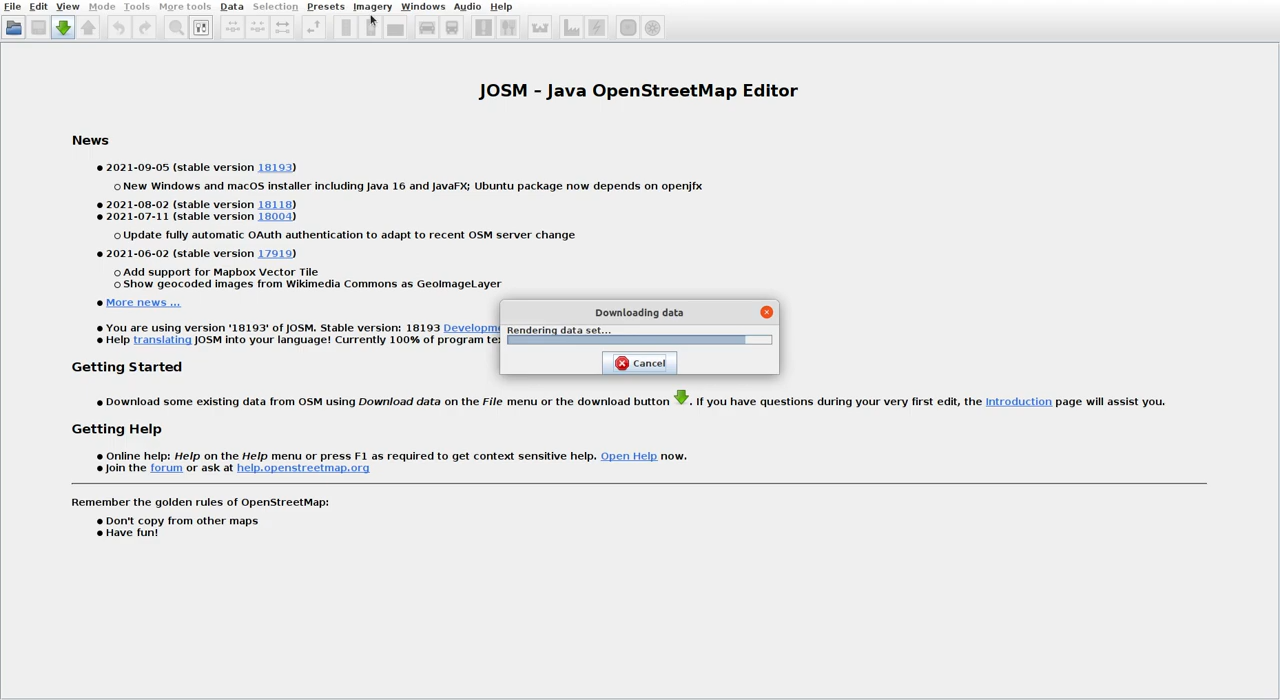 File Edit View Mode Tools More tools Data Selection Presets Imagery Windows Audio Help
JOSM – Java OpenStreetMap Editor
News
2021-09-05 (stable version 18193)
New Windows and macOS installer including Java 16 and JavaFX; Ubuntu package now depends on openjfx
2021-08-02 (stable version 18118)
2021-07-11 (stable version 18004)
Update fully automatic OAuth authentication to adapt to recent OSM server change
2021-06-02 (stable version 17919)
Add support for Mapbox Vector Tile
Show geocoded images from Wikimedia Commons as GeoImageLayer
More news ...
Downloading data
Rendering data set...
Cancel
You are using version '18193' of JOSM. Stable version: 18193
Help translating JOSM into your language! Currently 100% of program
Getting Started
Download some existing data from OSM using Download data on the File menu or the download button . If you have questions during your very first edit, the Introduction page will assist you.
Getting Help
Online help: Help on the Help menu or press F1 as required to get context sensitive help. Open Help now.
Join the forum or ask at help.openstreetmap.org
Remember the golden rules of OpenStreetMap:
Don't copy from other maps
Have fun!